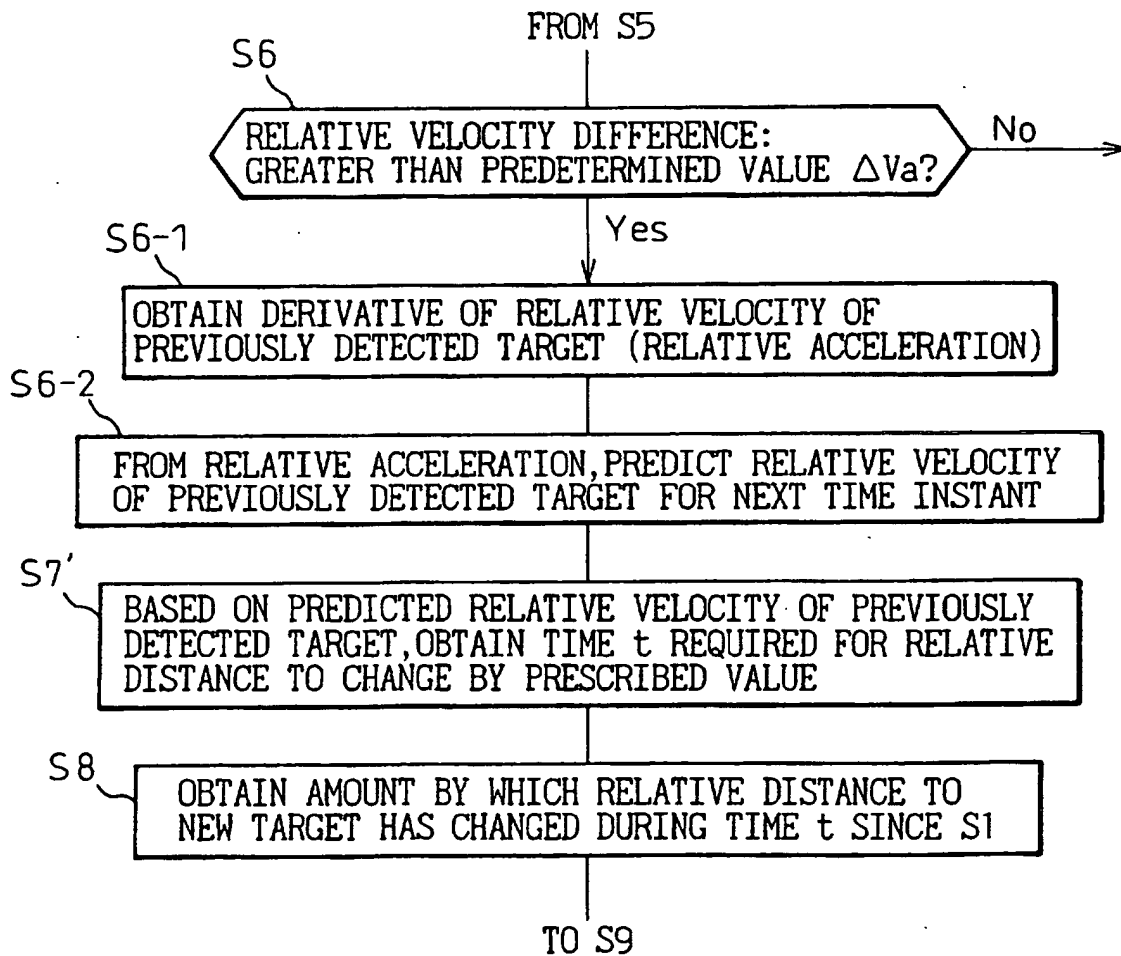 FROM S5
S6
RELATIVE VELOCITY DIFFERENCE:
GREATER THAN PREDETERMINED VALUE △Va?
No
Yes
S6-1
OBTAIN DERIVATIVE OF RELATIVE VELOCITY OF
PREVIOUSLY DETECTED TARGET (RELATIVE ACCELERATION)
S6-2
FROM RELATIVE ACCELERATION,PREDICT RELATIVE VELOCITY
OF PREVIOUSLY DETECTED TARGET FOR NEXT TIME INSTANT
S7'
BASED ON PREDICTED RELATIVE VELOCITY OF PREVIOUSLY
DETECTED TARGET,OBTAIN TIME t REQUIRED FOR RELATIVE
DISTANCE TO CHANGE BY PRESCRIBED VALUE
S8
OBTAIN AMOUNT BY WHICH RELATIVE DISTANCE TO
NEW TARGET HAS CHANGED DURING TIME t SINCE S1
TO S9